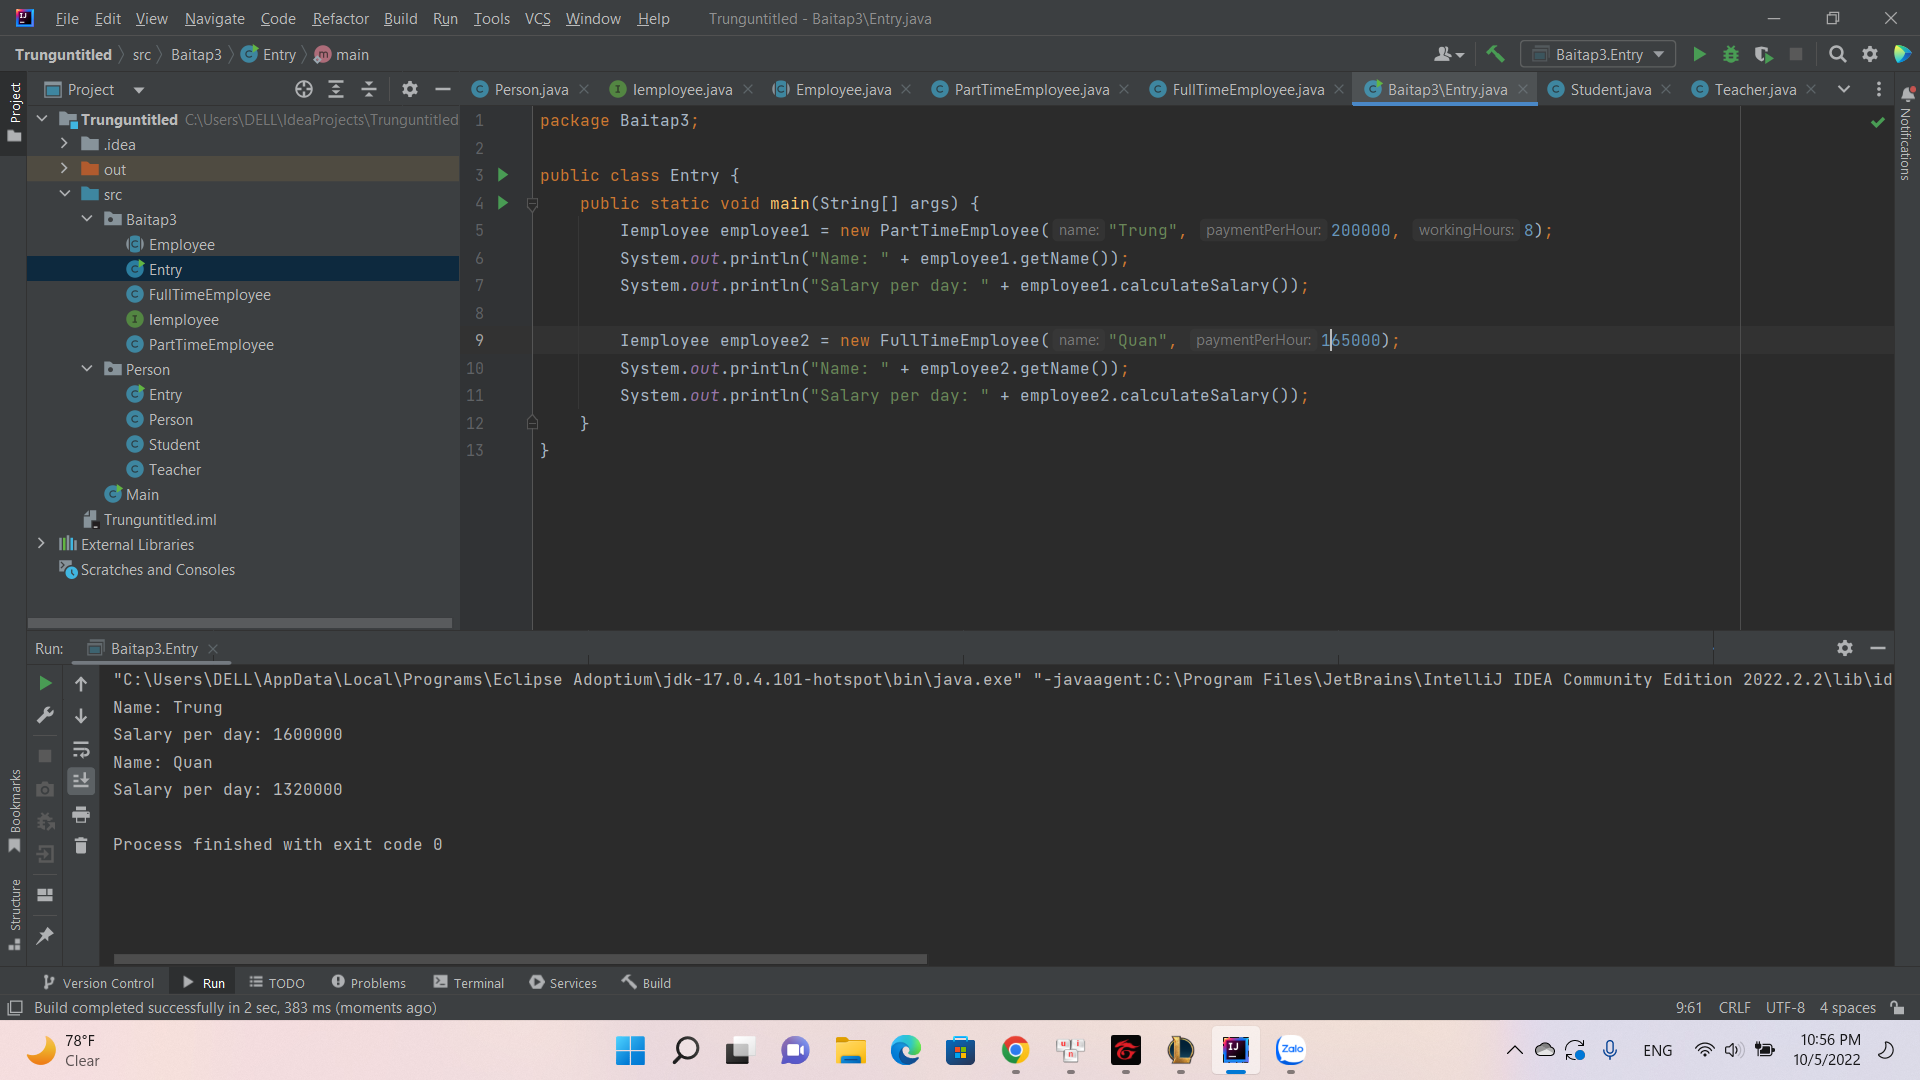 File Edit View Navigate Code Refactor Build Run Tools VCS Window Help Trunguntitled - Baitap3\Entry.java
Trunguntitled src Baitap3 Entry main Baitap3.Entry
Project Person.java Iemployee.java Employee.java PartTimeEmployee.java FullTimeEmployee.java Baitap3\Entry.java Student.java Teacher.java
Project
Notifications
Trunguntitled C:\Users\DELL\IdeaProjects\Trunguntitled
.idea
out
src
Baitap3
Employee
Entry
FullTimeEmployee
Iemployee
PartTimeEmployee
Person
Entry
Person
Student
Teacher
Main
Trunguntitled.iml
External Libraries
Scratches and Consoles
1 package Baitap3;
2
3 public class Entry {
4 public static void main(String[] args) {
5 Iemployee employee1 = new PartTimeEmployee( name: "Trung", paymentPerHour: 200000, workingHours: 8);
6 System.out.println("Name: " + employee1.getName());
7 System.out.println("Salary per day: " + employee1.calculateSalary());
8
9 Iemployee employee2 = new FullTimeEmployee( name: "Quan", paymentPerHour: 165000);
10 System.out.println("Name: " + employee2.getName());
11 System.out.println("Salary per day: " + employee2.calculateSalary());
12 }
13 }
Run: Baitap3.Entry
"C:\Users\DELL\AppData\Local\Programs\Eclipse Adoptium\jdk-17.0.4.101-hotspot\bin\java.exe" "-javaagent:C:\Program Files\JetBrains\IntelliJ IDEA Community Edition 2022.2.2\lib\id
Name: Trung
Salary per day: 1600000
Name: Quan
Salary per day: 1320000
Process finished with exit code 0
Bookmarks
Structure
Version Control Run TODO Problems Terminal Services Build
Build completed successfully in 2 sec, 383 ms (moments ago) 9:61 CRLF UTF-8 4 spaces
78°F
Clear
Zalo
ENG
10:56 PM
10/5/2022